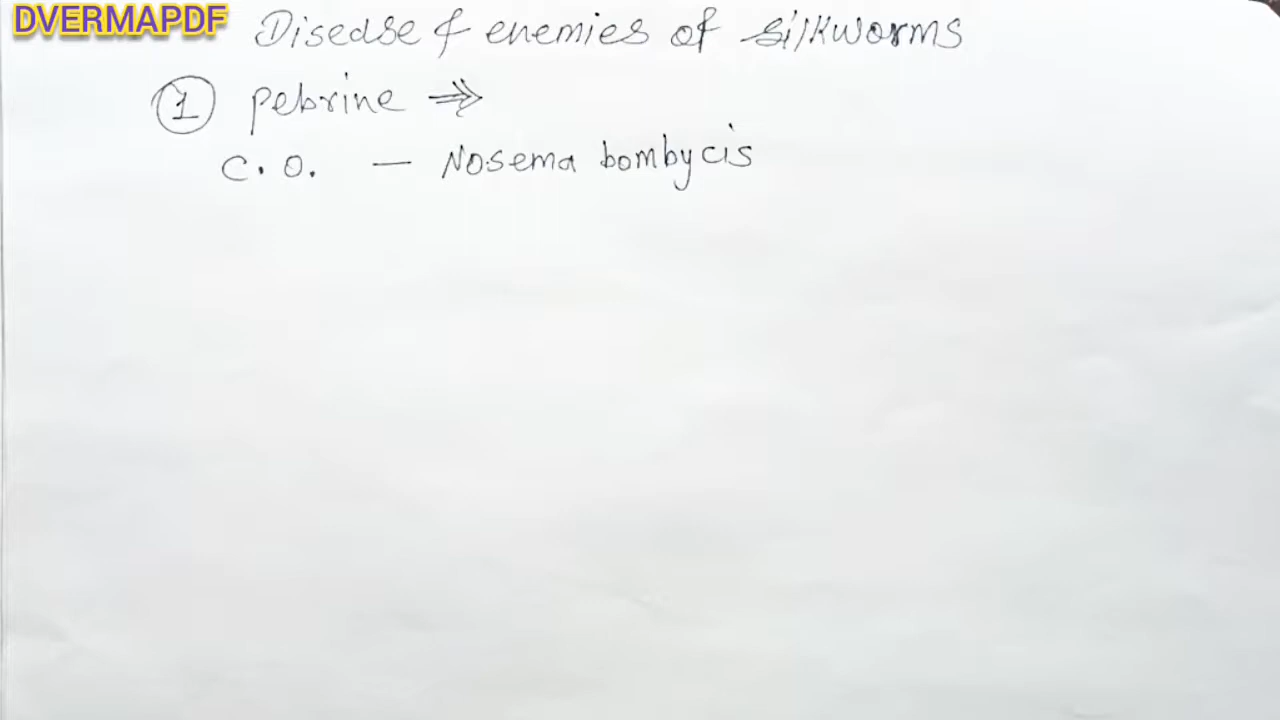 DVERMAPDF
Disease & enemies of silkworms
1 pebrine ⇒
C.O. — Nosema bombycis